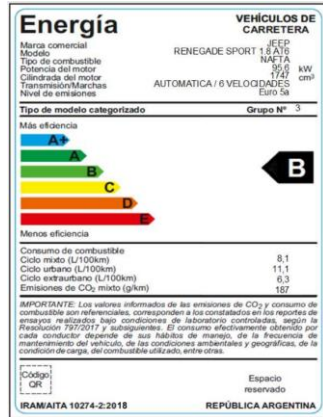 Energía VEHÍCULOS DE CARRETERA
Marca comercial JEEP
Modelo RENEGADE SPORT 1.8 AT6
Tipo de combustible NAFTA
Potencia del motor 95,6 kW
Cilindrada del motor 1747 cm³
Transmisión/Marchas AUTOMATICA / 6 VELOCIDADES
Nivel de emisiones Euro 5a
Tipo de modelo categorizado Grupo Nº 3
Más eficiencia
A+
A
B
B
C
D
E
Menos eficiencia
Consumo de combustible
Ciclo mixto (L/100km) 8,1
Ciclo urbano (L/100km) 11,1
Ciclo extraurbano (L/100km) 6,3
Emisiones de CO₂ mixto (g/km) 187
IMPORTANTE: Los valores informados de las emisiones de CO₂ y consumo de
combustible son referenciales, corresponden a los constatados en los reportes de
ensayos realizados bajo condiciones de laboratorio controladas, según la
Resolución 797/2017 y subsiguientes. El consumo efectivamente obtenido por
cada conductor depende de sus hábitos de manejo, de la frecuencia de
mantenimiento del vehículo, de las condiciones ambientales y geográficas, de la
condición de carga, del combustible utilizado, entre otras.
Código QR
Espacio reservado
IRAM/AITA 10274-2:2018 REPÚBLICA ARGENTINA